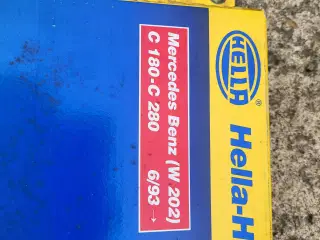 HELLA ® Hella-H
Mercedes Benz (W 202)
C 180-C 280 6/93 →